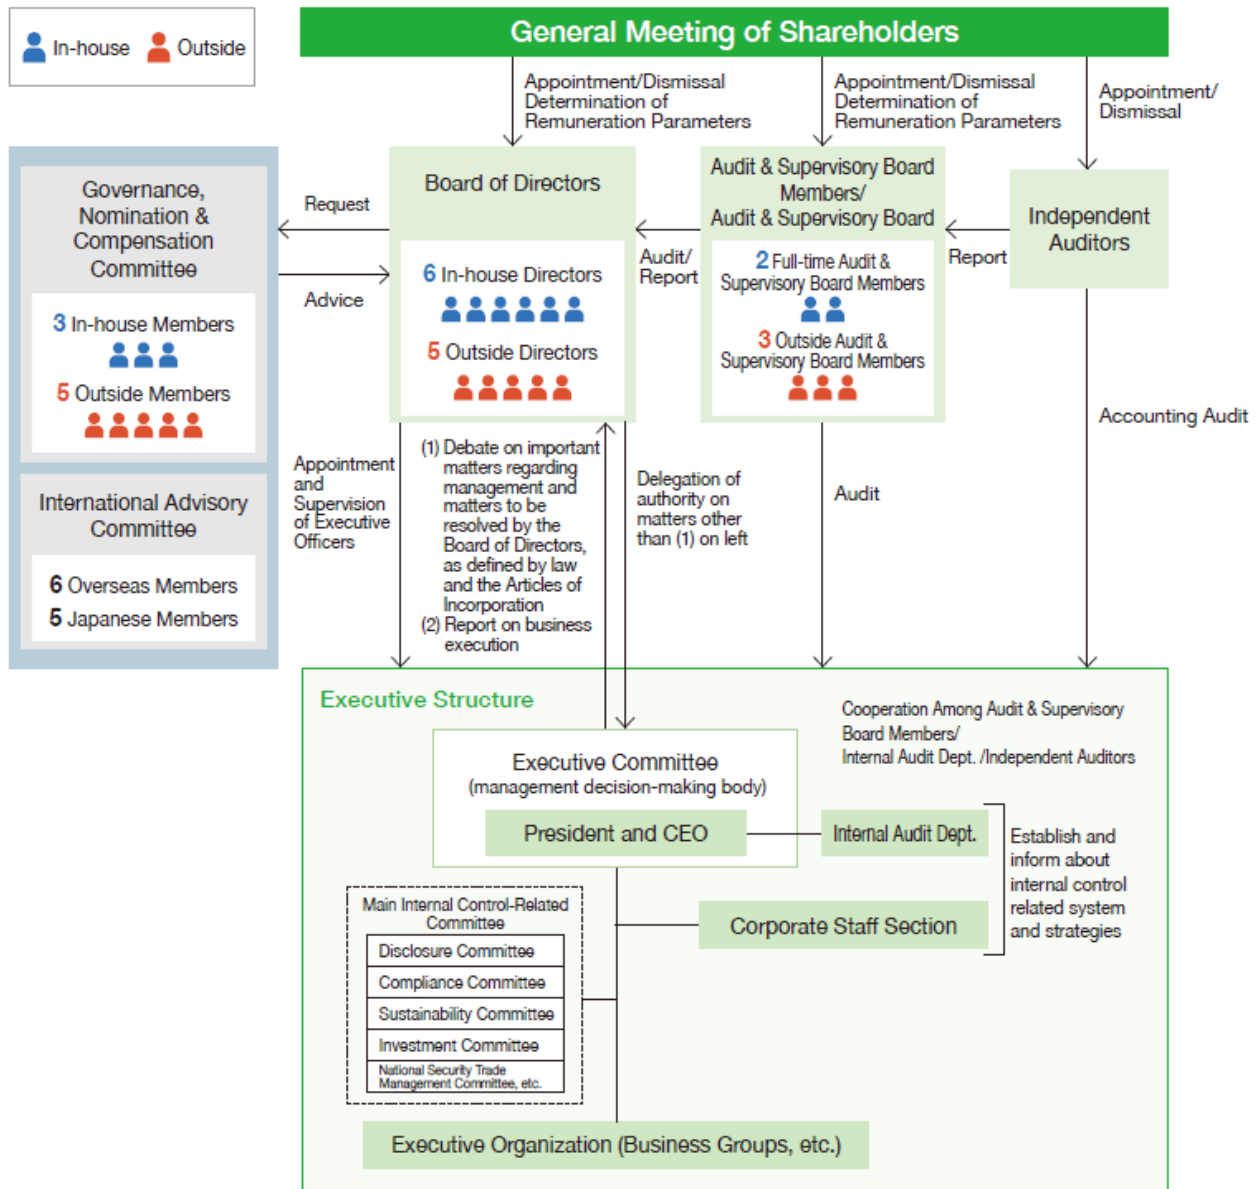 In-house
Outside
General Meeting of Shareholders
Appointment/Dismissal
Determination of
Remuneration Parameters
Appointment/Dismissal
Determination of
Remuneration Parameters
Appointment/
Dismissal
Governance,
Nomination &
Compensation
Committee
3 In-house Members
5 Outside Members
International Advisory
Committee
6 Overseas Members
5 Japanese Members
Request
Advice
Board of Directors
6 In-house Directors
5 Outside Directors
Audit/
Report
Audit & Supervisory Board
Members/
Audit & Supervisory Board
2 Full-time Audit &
Supervisory Board Members
3 Outside Audit &
Supervisory Board Members
Report
Independent
Auditors
Appointment
and
Supervision
of Executive
Officers
(1) Debate on important
matters regarding
management and
matters to be
resolved by the
Board of Directors,
as defined by law
and the Articles of
Incorporation
(2) Report on business
execution
Delegation of
authority on
matters other
than (1) on left
Audit
Accounting Audit
Executive Structure
Cooperation Among Audit & Supervisory
Board Members/
Internal Audit Dept. /Independent Auditors
Executive Committee
(management decision-making body)
President and CEO
Internal Audit Dept.
Establish and
inform about
internal control
related system
and strategies
Corporate Staff Section
Main Internal Control-Related
Committee
Disclosure Committee
Compliance Committee
Sustainability Committee
Investment Committee
National Security Trade
Management Committee, etc.
Executive Organization (Business Groups, etc.)